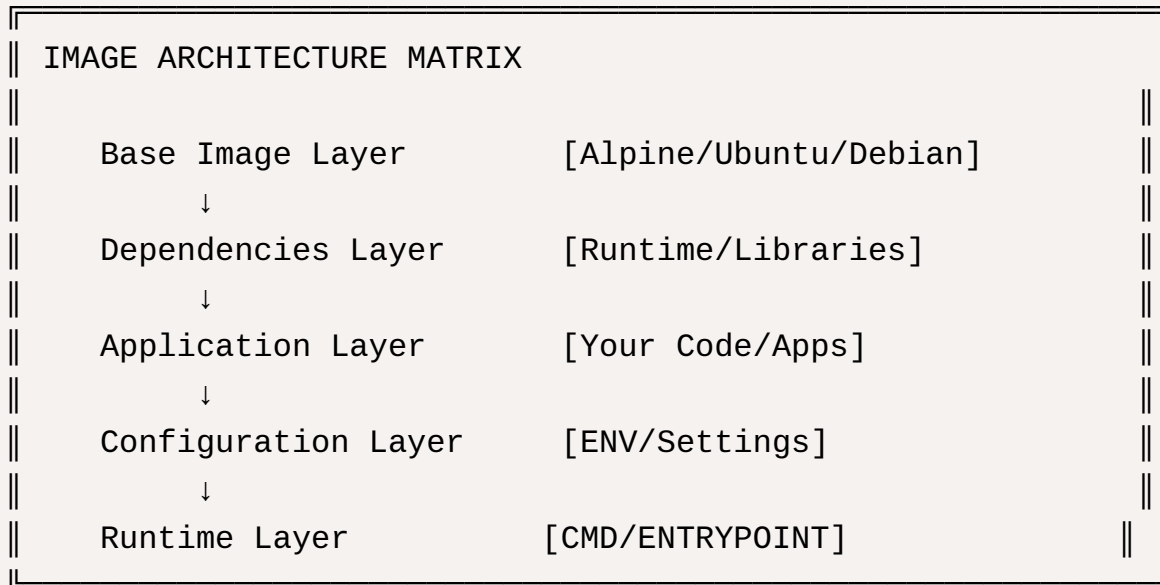 IMAGE ARCHITECTURE MATRIX
Base Image Layer [Alpine/Ubuntu/Debian]
↓
Dependencies Layer [Runtime/Libraries]
↓
Application Layer [Your Code/Apps]
↓
Configuration Layer [ENV/Settings]
↓
Runtime Layer [CMD/ENTRYPOINT]